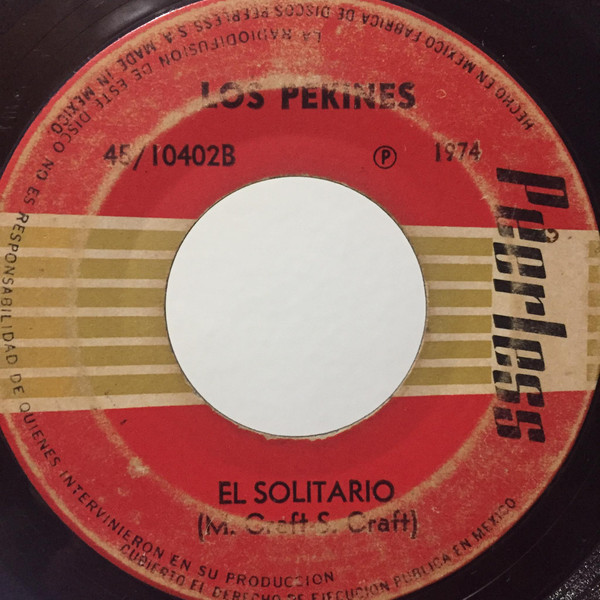 LOS PEKINES
45/10402B
Ⓟ 1974
Peerless
EL SOLITARIO
(M. Craft-S. Craft)
HECHO EN MEXICO FABRICA DE DISCOS PEERLESS S.A. MADE IN MEXICO
LA RADIODIFUSION DE ESTE DISCO NO ES RESPONSABILIDAD DE QUIENES INTERVINIERON EN SU PRODUCCION
CUBIERTO EL DERECHO DE EJECUCION PUBLICA EN MEXICO